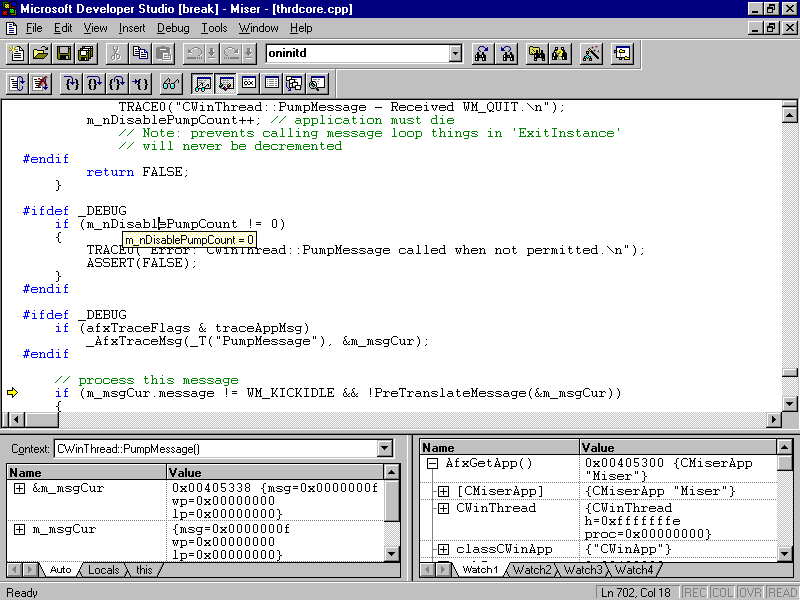 Microsoft Developer Studio [break] - Miser - [thrdcore.cpp]
File Edit View Insert Debug Tools Window Help
oninitd
TRACE0("CWinThread::PumpMessage - Received WM_QUIT.\n");
m_nDisablePumpCount++; // application must die
// Note: prevents calling message loop things in 'ExitInstance'
// will never be decremented
#endif
return FALSE;
}
#ifdef _DEBUG
if (m_nDisablePumpCount != 0)
{
m_nDisablePumpCount = 0
TRACE0("Error: CWinThread::PumpMessage called when not permitted.\n");
ASSERT(FALSE);
}
#endif
#ifdef _DEBUG
if (afxTraceFlags & traceAppMsg)
_AfxTraceMsg(_T("PumpMessage"), &m_msgCur);
#endif
// process this message
if (m_msgCur.message != WM_KICKIDLE && !PreTranslateMessage(&m_msgCur))
{
Context: CWinThread::PumpMessage()
Name Value
&m_msgCur 0x00405338 {msg=0x0000000f
wp=0x00000000
lp=0x00000000}
m_msgCur {msg=0x0000000f
wp=0x00000000
lp=0x00000000}
Auto Locals this
Name Value
AfxGetApp() 0x00405300 {CMiserApp
"Miser"}
[CMiserApp] {CMiserApp "Miser"}
CWinThread {CWinThread
h=0xfffffffe
proc=0x00000000}
classCWinApp {"CWinApp"}
Watch1 Watch2 Watch3 Watch4
Ready Ln 702, Col 18 REC COL OVR READ